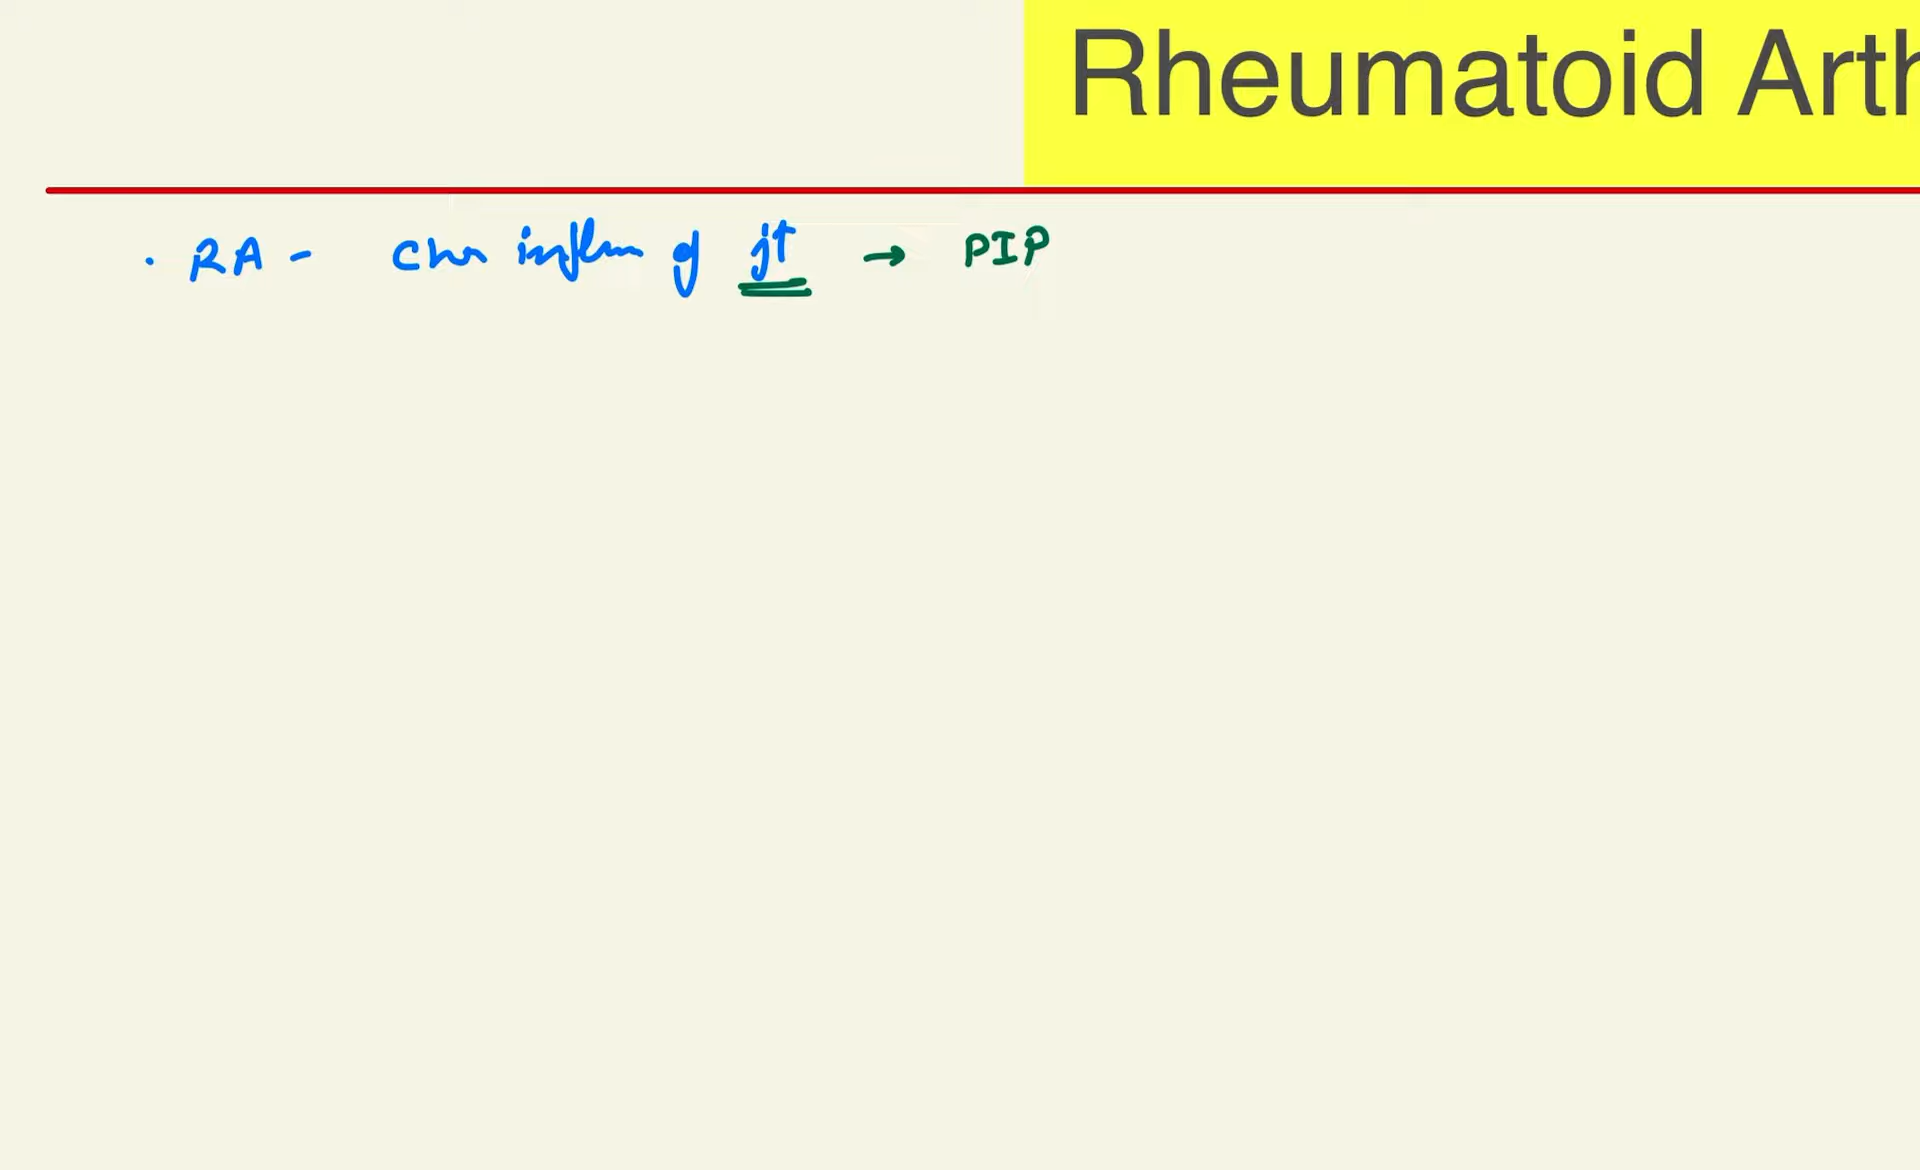 Rheumatoid Arth
. RA - Chr inflm of jt → PIP